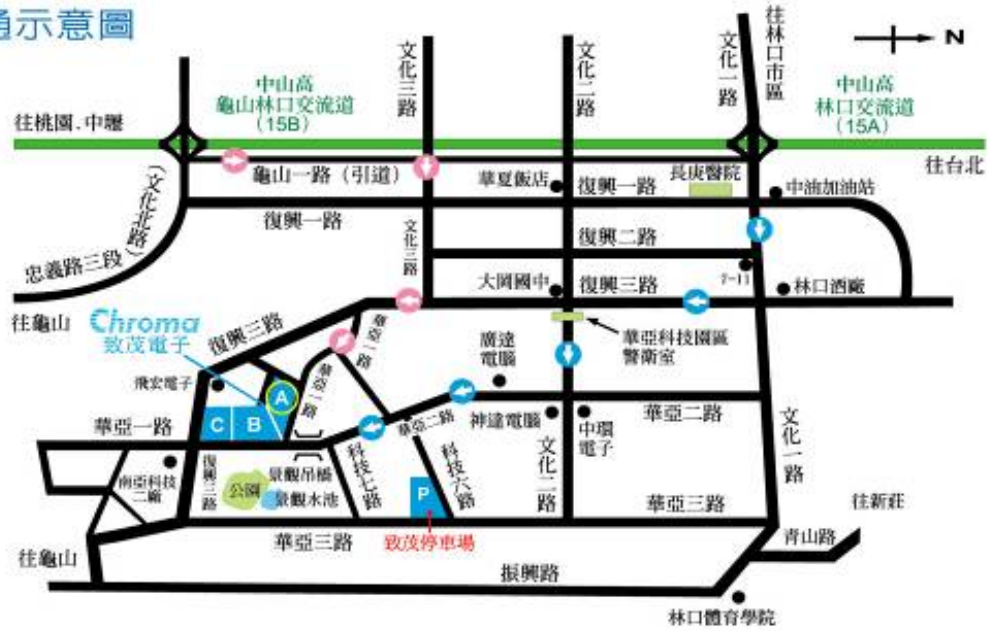 通示意圖
文化三路
文化二路
文化一路
往林口市區
N
中山高
龜山林口交流道
(15B)
中山高
林口交流道
(15A)
往桃園.中壢
往台北
龜山一路（引道）
華夏飯店
復興一路
長庚醫院
中油加油站
忠義路三段(文化北路)
復興一路
文化三路
復興二路
7-11
大崗國中
復興三路
林口酒廠
往龜山
Chroma
致茂電子
復興三路
華亞一路
廣達
電腦
華亞科技園區
警衛室
飛宏電子
A
華亞一路
C
B
華亞一路
華亞二路
神達電腦
中環
電子
華亞二路
文化一路
南亞科技
二廠
復興三路
公園
景觀吊橋
景觀水池
科技七路
P
科技六路
文化二路
華亞三路
往新莊
往龜山
華亞三路
致茂停車場
青山路
振興路
林口體育學院